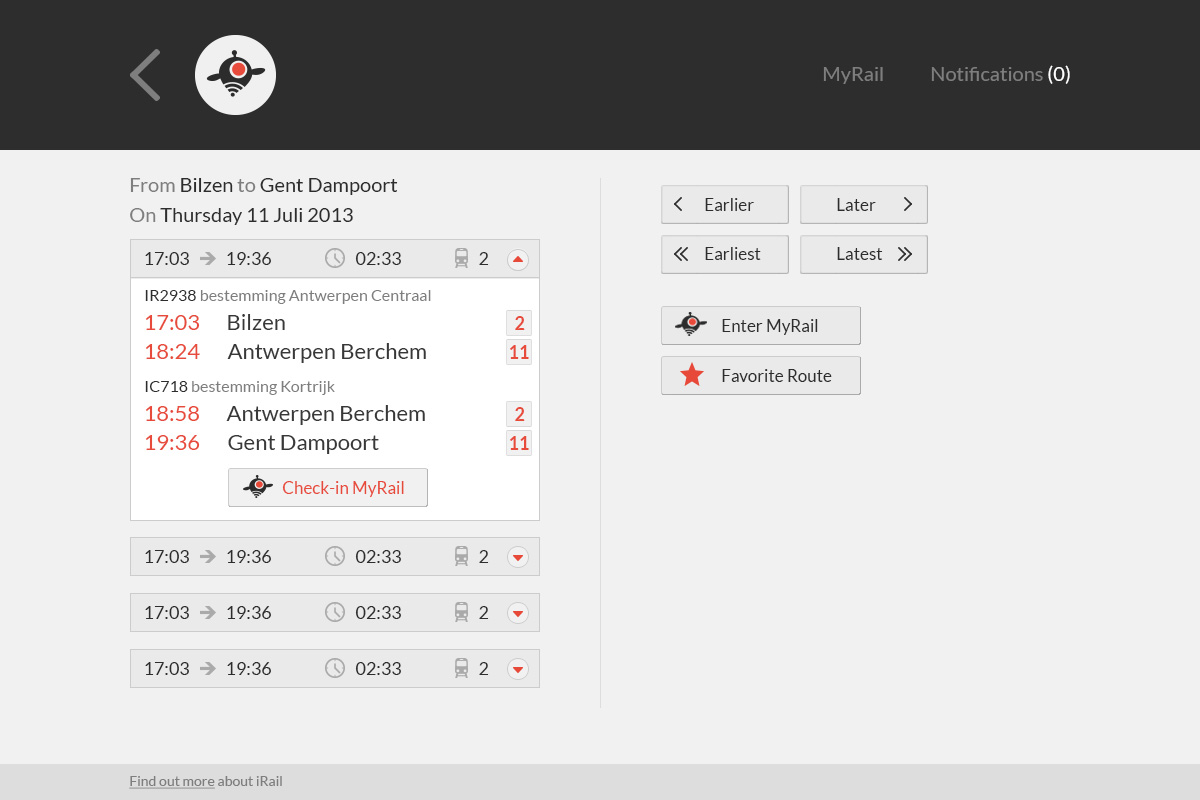 MyRail Notifications (0)
From Bilzen to Gent Dampoort
On Thursday 11 Juli 2013
17:03 19:36 02:33 2
IR2938 bestemming Antwerpen Centraal
17:03 Bilzen 2
18:24 Antwerpen Berchem 11
IC718 bestemming Kortrijk
18:58 Antwerpen Berchem 2
19:36 Gent Dampoort 11
Check-in MyRail
17:03 19:36 02:33 2
17:03 19:36 02:33 2
17:03 19:36 02:33 2
Earlier Later
Earliest Latest
Enter MyRail
Favorite Route
Find out more about iRail